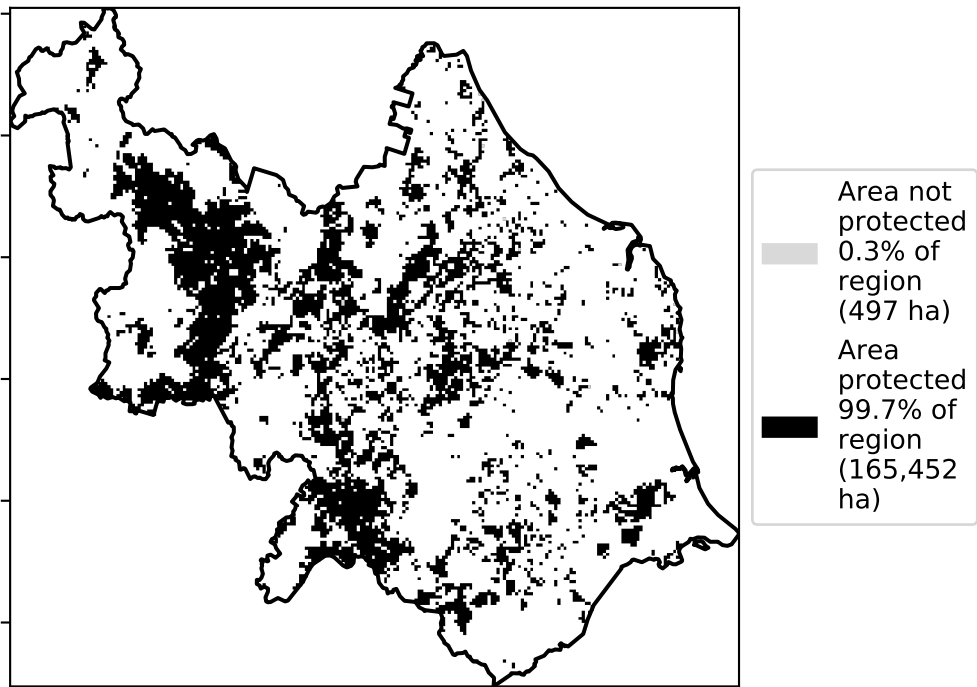 Area not
protected
0.3% of
region
(497 ha)
Area
protected
99.7% of
region
(165,452
ha)